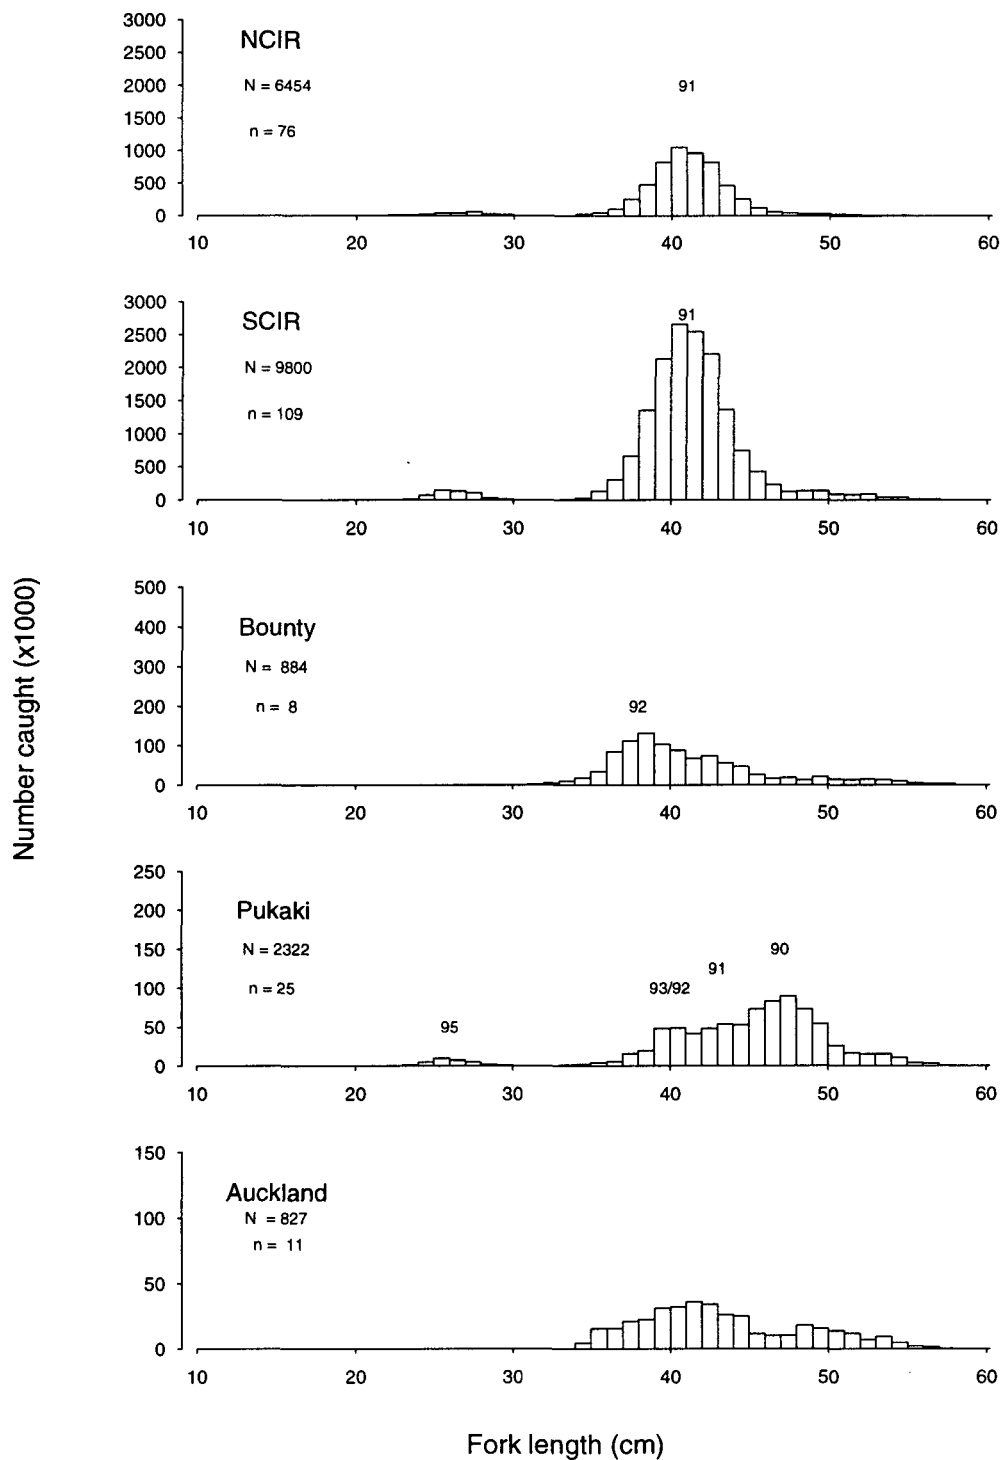 Number caught (x1000)
3000
2500
2000
1500
1000
500
0
NCIR
N = 6454
n = 76
91
10 20 30 40 50 60
3000
2500
2000
1500
1000
500
0
SCIR
N = 9800
n = 109
91
10 20 30 40 50 60
500
400
300
200
100
0
Bounty
N = 884
n = 8
92
10 20 30 40 50 60
250
200
150
100
50
0
Pukaki
N = 2322
n = 25
95
93/92
91
90
10 20 30 40 50 60
150
100
50
0
Auckland
N = 827
n = 11
10 20 30 40 50 60
Fork length (cm)